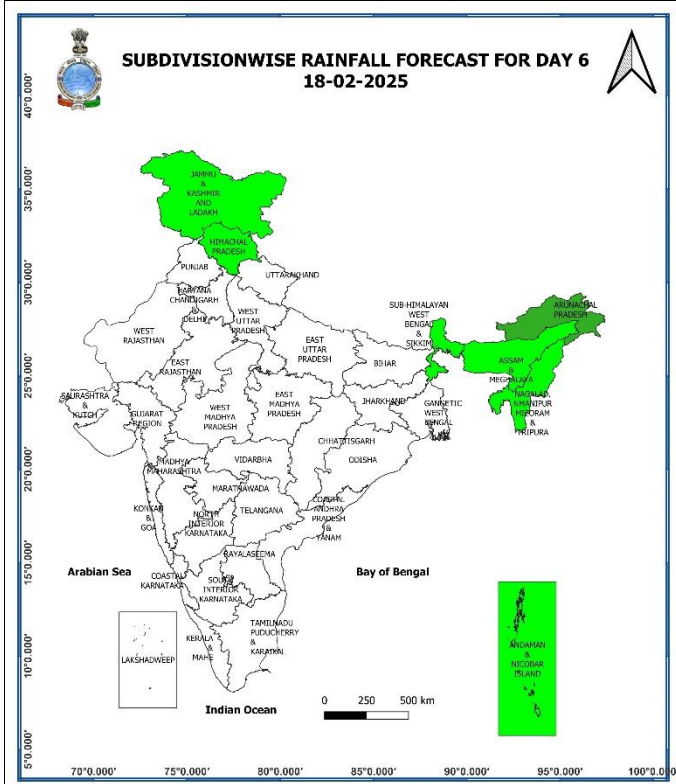 SUBDIVISIONWISE RAINFALL FORECAST FOR DAY 6
18-02-2025
40°0.000'
35°0.000'
30°0.000'
25°0.000'
20°0.000'
15°0.000'
10°0.000'
5°0.000'
JAMMU
&
KASHMIR
AND
LADAKH
HIMACHAL
PRADESH
PUNJAB
UTTARAKHAND
HARYANA
CHANDIGARH
&
DELHI
WEST
UTTAR
PRADESH
WEST
RAJASTHAN
EAST
RAJASTHAN
EAST
UTTAR
PRADESH
SUB-HIMALAYAN
WEST
BENGAL
&
SIKKIM
ARUNACHAL
PRADESH
BIHAR
ASSAM
&
MEGHALAYA
NAGALAND,
NMANIPUR
MIZORAM
&
TRIPURA
SAURASHTRA
&
KUTCH
GUJARAT
REGION
WEST
MADHYA
PRADESH
EAST
MADHYA
PRADESH
JHARKHAND
GANGETIC
WEST
BENGAL
CHHATTISGARH
ODISHA
MADHYA
MAHARASHTRA
VIDARBHA
MARATHAWADA
KONKAN
&
GOA
NORTH
INTERIOR
KARNATAKA
TELANGANA
COASTAL
ANDHRA
PRADESH
&
YANAM
RAYALASEEMA
Arabian Sea
Bay of Bengal
COASTAL
KARNATAKA
SOUTH
INTERIOR
KARNATAKA
LAKSHADWEEP
KERALA
&
MAHE
TAMILNADU
PUDUCHERRY
&
KARAIKAL
ANDAMAN
&
NICOBAR
ISLAND
Indian Ocean
0 250 500 km
70°0.000' 75°0.000' 80°0.000' 85°0.000' 90°0.000' 95°0.000' 100°0.000'